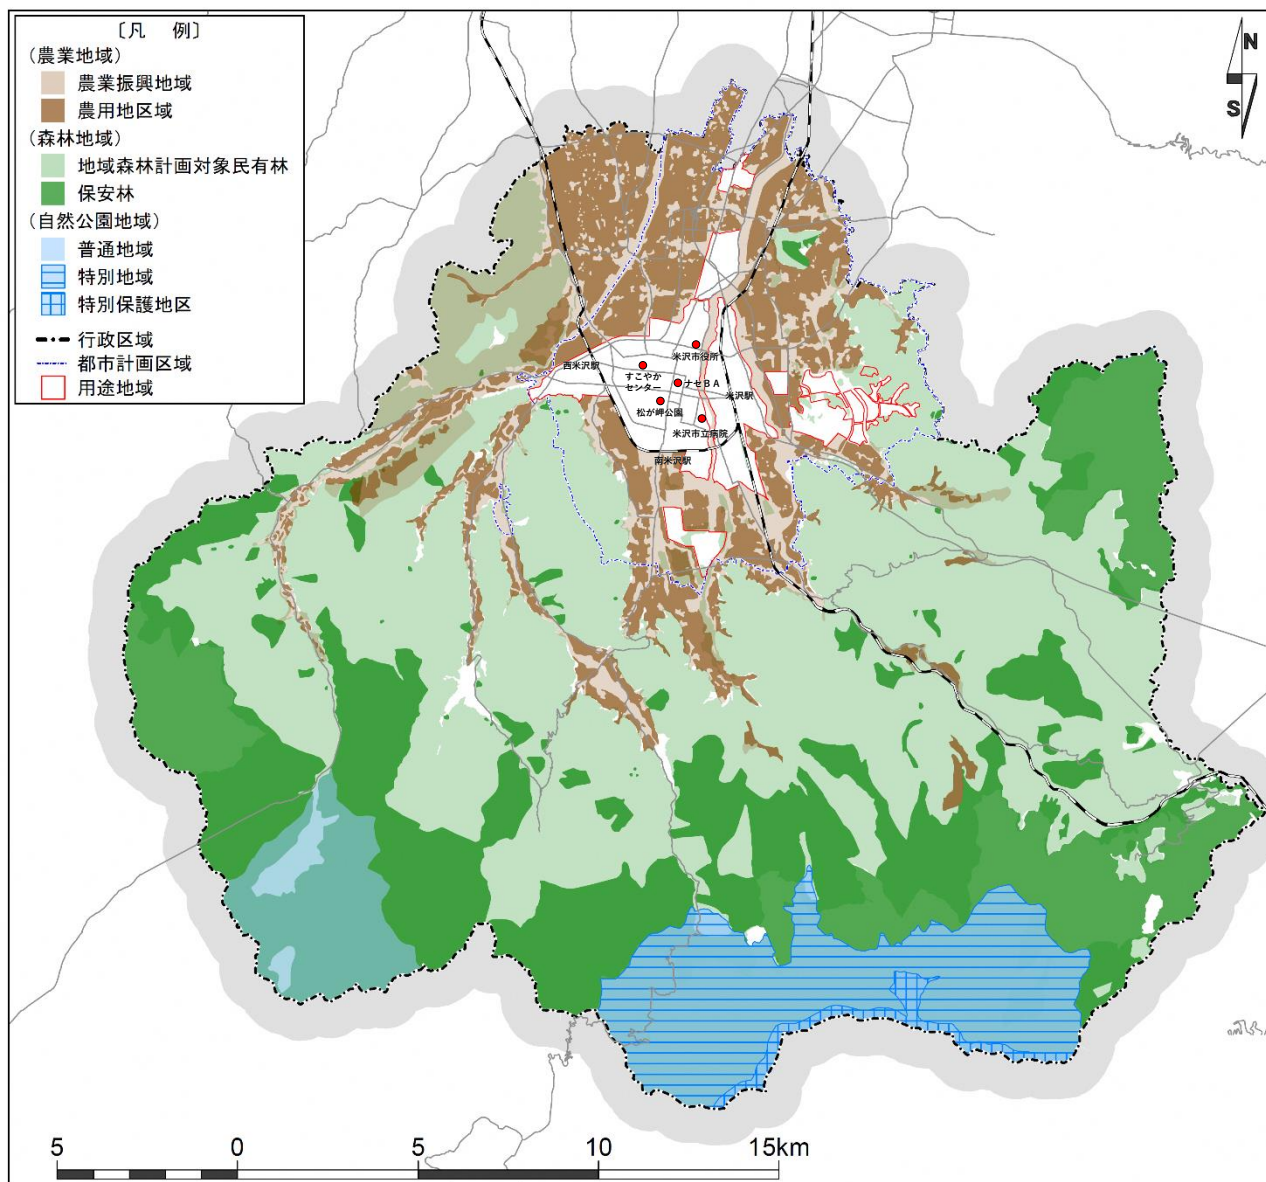 〔凡　例〕
(農業地域)
農業振興地域
農用地区域
(森林地域)
地域森林計画対象民有林
保安林
(自然公園地域)
普通地域
特別地域
特別保護地区
行政区域
都市計画区域
用途地域
N
S
米沢市役所
西米沢駅
すこやか
センター
ナセBA
米沢駅
松が岬公園
米沢市立病院
南米沢駅
5 0 5 10 15km